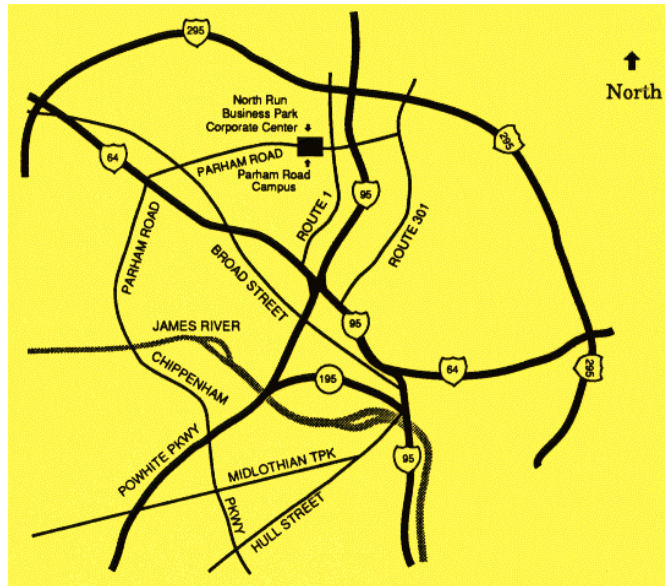 295
North
North Run
Business Park
Corporate Center
PARHAM ROAD
Parham Road
Campus
64
295
95
ROUTE 1
ROUTE 301
PARHAM ROAD
BROAD STREET
JAMES RIVER
95
CHIPPENHAM
195
64
295
POWHITE PKWY
MIDLOTHIAN TPK
95
PKWY
HULL STREET